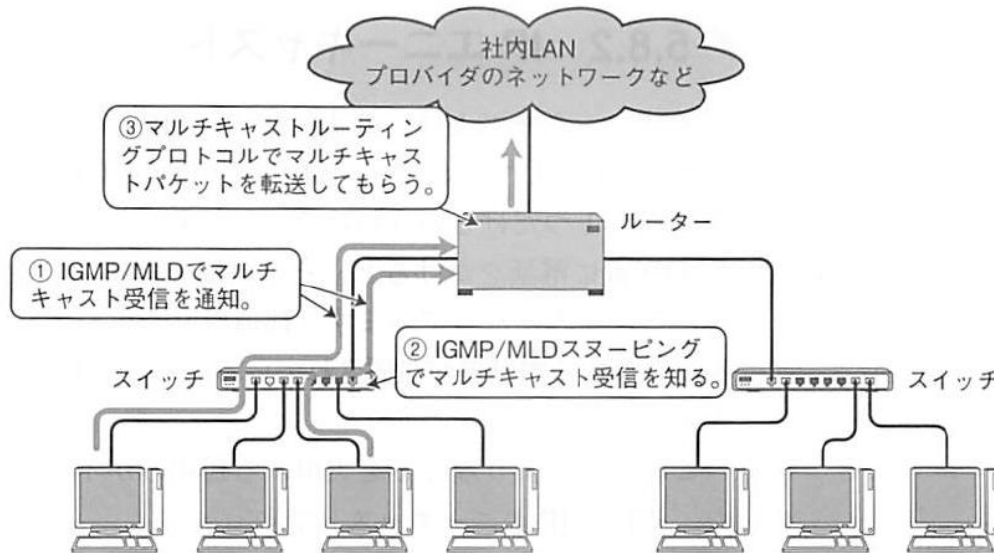 社内LAN
プロバイダのネットワークなど
③マルチキャストルーティン
グプロトコルでマルチキャス
トパケットを転送してもらう。
ルーター
① IGMP/MLDでマルチ
キャスト受信を通知。
② IGMP/MLDスヌーピング
でマルチキャスト受信を知る。
スイッチ
スイッチ